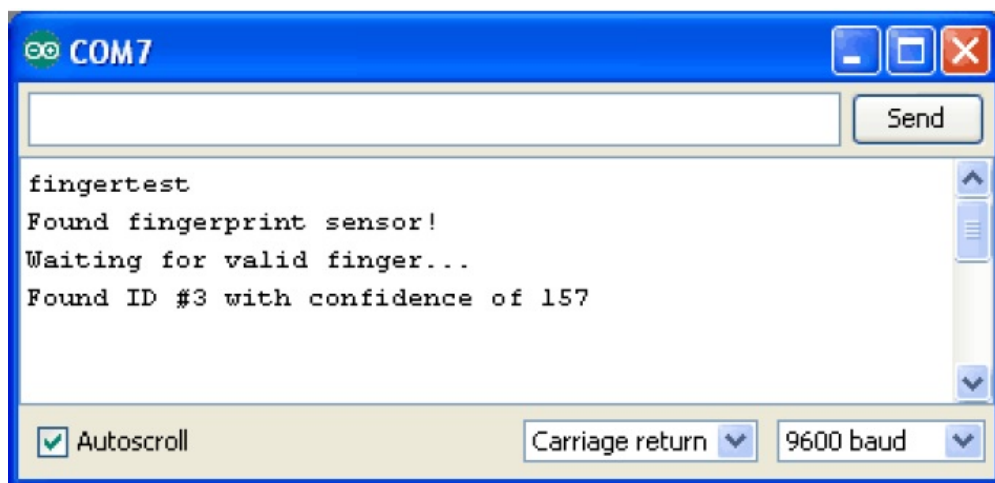 COM7
Send
fingertest
Found fingerprint sensor!
Waiting for valid finger...
Found ID #3 with confidence of 157
Autoscroll
Carriage return
9600 baud